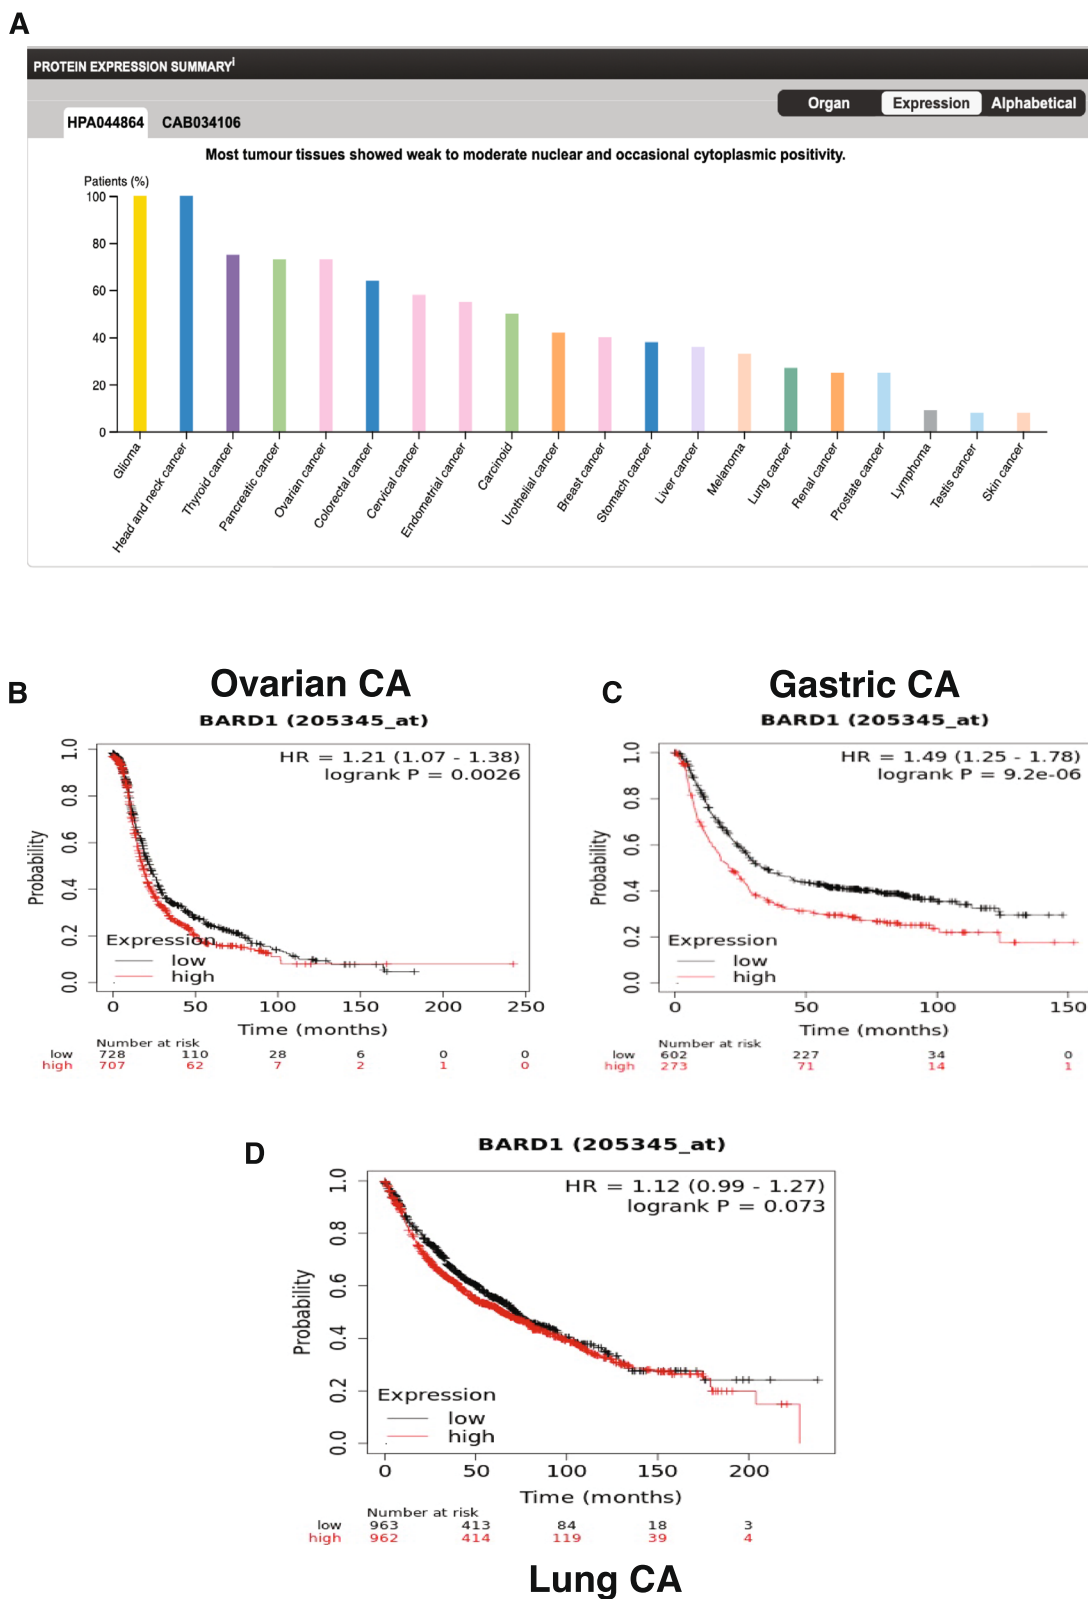 A
PROTEIN EXPRESSION SUMMARYi
Organ Expression Alphabetical
HPA044864 CAB034106
Most tumour tissues showed weak to moderate nuclear and occasional cytoplasmic positivity.
Patients (%)
100
80
60
40
20
0
Glioma
Head and neck cancer
Thyroid cancer
Pancreatic cancer
Ovarian cancer
Colorectal cancer
Cervical cancer
Endometrial cancer
Carcinoid
Urothelial cancer
Breast cancer
Stomach cancer
Liver cancer
Melanoma
Lung cancer
Renal cancer
Prostate cancer
Lymphoma
Testis cancer
Skin cancer
B
Ovarian CA
BARD1 (205345_at)
HR = 1.21 (1.07 - 1.38)
logrank P = 0.0026
Probability
1.0
0.8
0.6
0.4
0.2
0.0
Expression
low
high
0 50 100 150 200 250
Time (months)
Number at risk
low 728 110 28 6 0 0
high 707 62 7 2 1 0
C
Gastric CA
BARD1 (205345_at)
HR = 1.49 (1.25 - 1.78)
logrank P = 9.2e-06
Probability
1.0
0.8
0.6
0.4
0.2
0.0
Expression
low
high
0 50 100 150
Time (months)
Number at risk
low 602 227 34 0
high 273 71 14 1
D
BARD1 (205345_at)
HR = 1.12 (0.99 - 1.27)
logrank P = 0.073
Probability
1.0
0.8
0.6
0.4
0.2
0.0
Expression
low
high
0 50 100 150 200
Time (months)
Number at risk
low 963 413 84 18 3
high 962 414 119 39 4
Lung CA